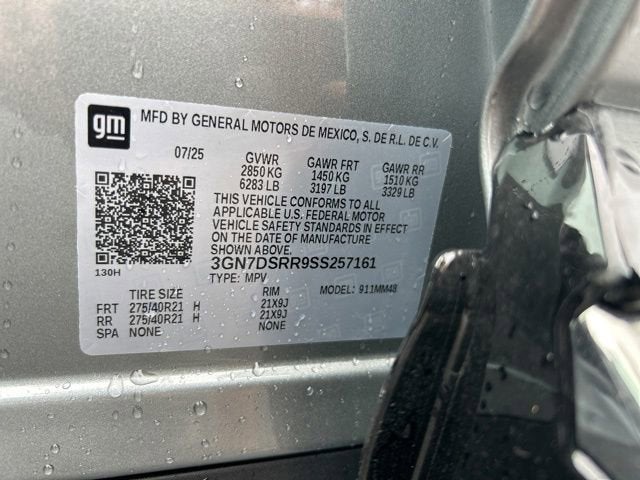 gm
MFD BY GENERAL MOTORS DE MEXICO, S. DE R.L. DE C.V.
07/25 GVWR GAWR FRT GAWR RR
2850 KG 1450 KG 1510 KG
6283 LB 3197 LB 3329 LB
THIS VEHICLE CONFORMS TO ALL
APPLICABLE U.S. FEDERAL MOTOR
VEHICLE SAFETY STANDARDS IN EFFECT
ON THE DATE OF MANUFACTURE
SHOWN ABOVE.
3GN7DSRR9SS257161
130H TYPE: MPV
TIRE SIZE RIM MODEL: 911MM48
FRT 275/40R21 H 21X9J
RR 275/40R21 H 21X9J
SPA NONE NONE